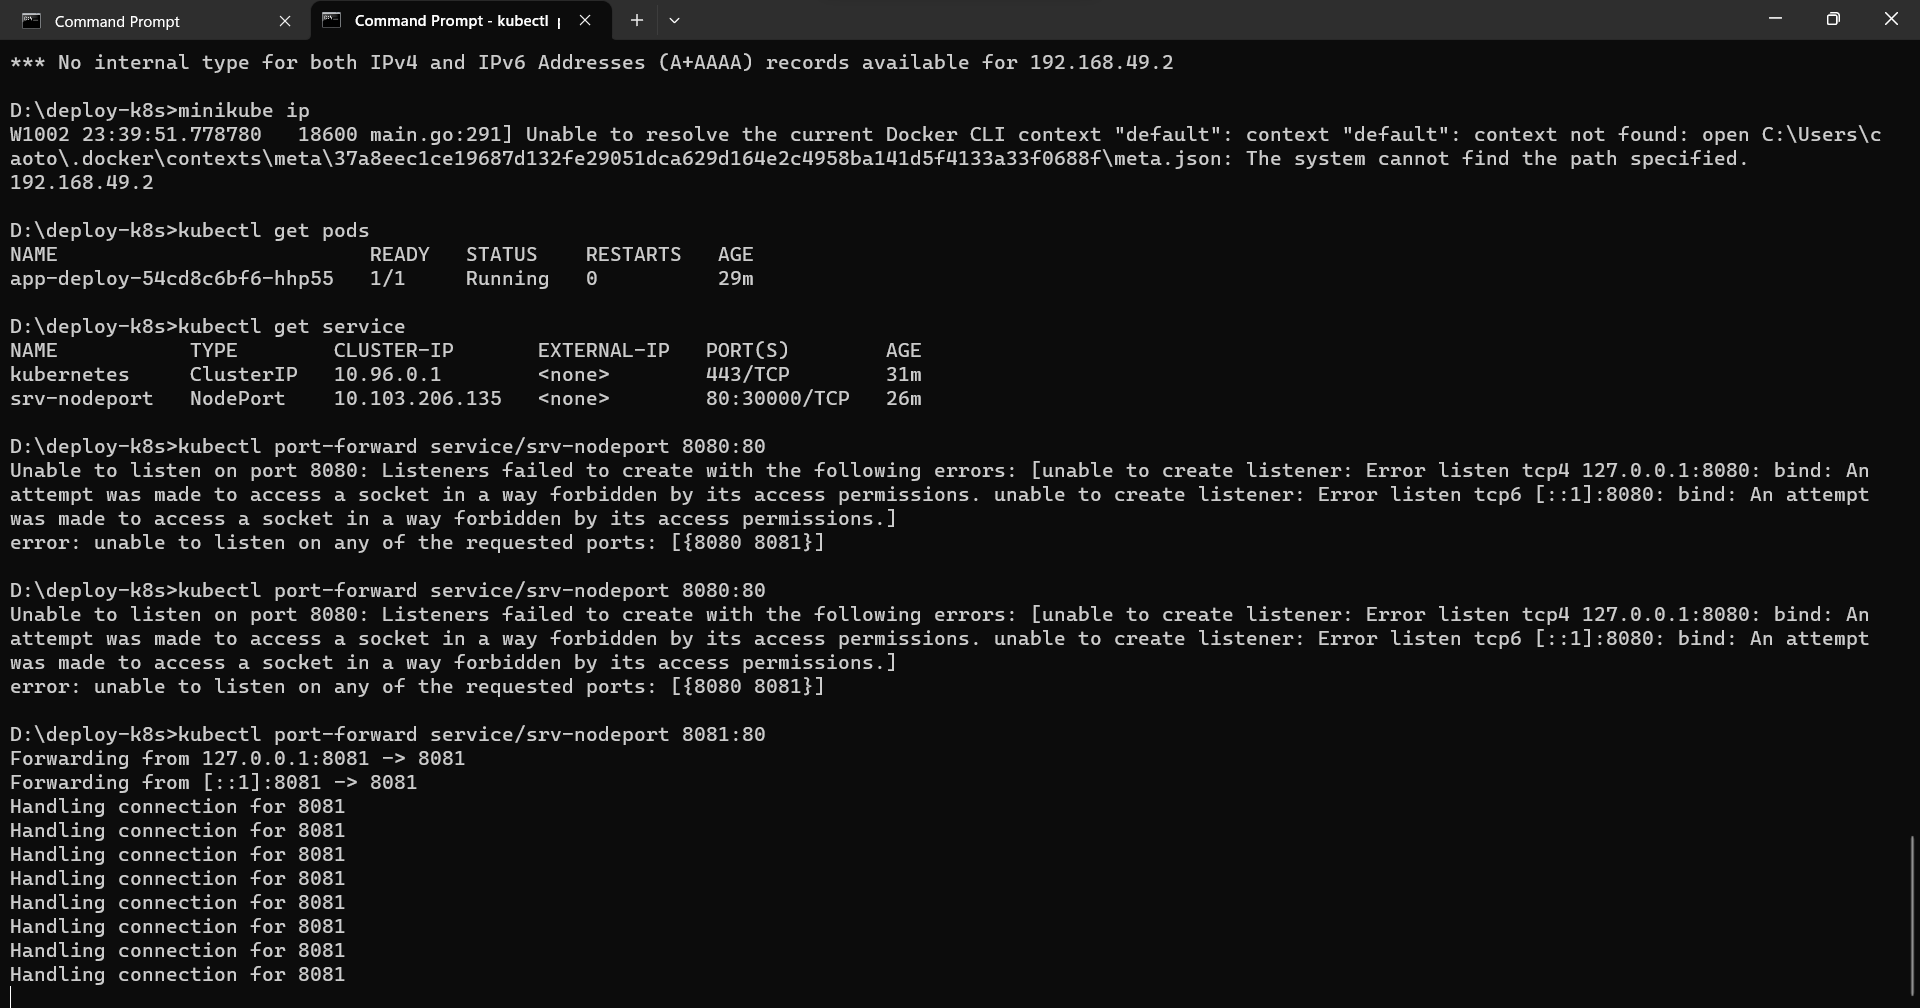 Command Prompt
Command Prompt - kubectl p
*** No internal type for both IPv4 and IPv6 Addresses (A+AAAA) records available for 192.168.49.2
D:\deploy-k8s>minikube ip
W1002 23:39:51.778780   18600 main.go:291] Unable to resolve the current Docker CLI context "default": context "default": context not found: open C:\Users\c
aoto\.docker\contexts\meta\37a8eec1ce19687d132fe29051dca629d164e2c4958ba141d5f4133a33f0688f\meta.json: The system cannot find the path specified.
192.168.49.2
D:\deploy-k8s>kubectl get pods
NAME                          READY   STATUS    RESTARTS   AGE
app-deploy-54cd8c6bf6-hhp55   1/1     Running   0          29m
D:\deploy-k8s>kubectl get service
NAME           TYPE        CLUSTER-IP       EXTERNAL-IP   PORT(S)        AGE
kubernetes     ClusterIP   10.96.0.1        <none>        443/TCP        31m
srv-nodeport   NodePort    10.103.206.135   <none>        80:30000/TCP   26m
D:\deploy-k8s>kubectl port-forward service/srv-nodeport 8080:80
Unable to listen on port 8080: Listeners failed to create with the following errors: [unable to create listener: Error listen tcp4 127.0.0.1:8080: bind: An
attempt was made to access a socket in a way forbidden by its access permissions. unable to create listener: Error listen tcp6 [::1]:8080: bind: An attempt
was made to access a socket in a way forbidden by its access permissions.]
error: unable to listen on any of the requested ports: [{8080 8081}]
D:\deploy-k8s>kubectl port-forward service/srv-nodeport 8080:80
Unable to listen on port 8080: Listeners failed to create with the following errors: [unable to create listener: Error listen tcp4 127.0.0.1:8080: bind: An
attempt was made to access a socket in a way forbidden by its access permissions. unable to create listener: Error listen tcp6 [::1]:8080: bind: An attempt
was made to access a socket in a way forbidden by its access permissions.]
error: unable to listen on any of the requested ports: [{8080 8081}]
D:\deploy-k8s>kubectl port-forward service/srv-nodeport 8081:80
Forwarding from 127.0.0.1:8081 -> 8081
Forwarding from [::1]:8081 -> 8081
Handling connection for 8081
Handling connection for 8081
Handling connection for 8081
Handling connection for 8081
Handling connection for 8081
Handling connection for 8081
Handling connection for 8081
Handling connection for 8081